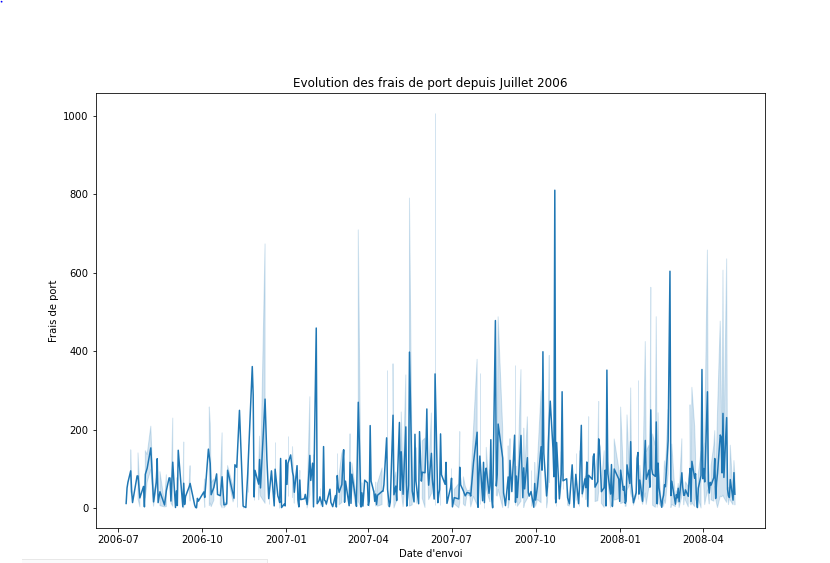 Evolution des frais de port depuis Juillet 2006
1000
800
600
400
200
0
Frais de port
2006-07 2006-10 2007-01 2007-04 2007-07 2007-10 2008-01 2008-04
Date d'envoi